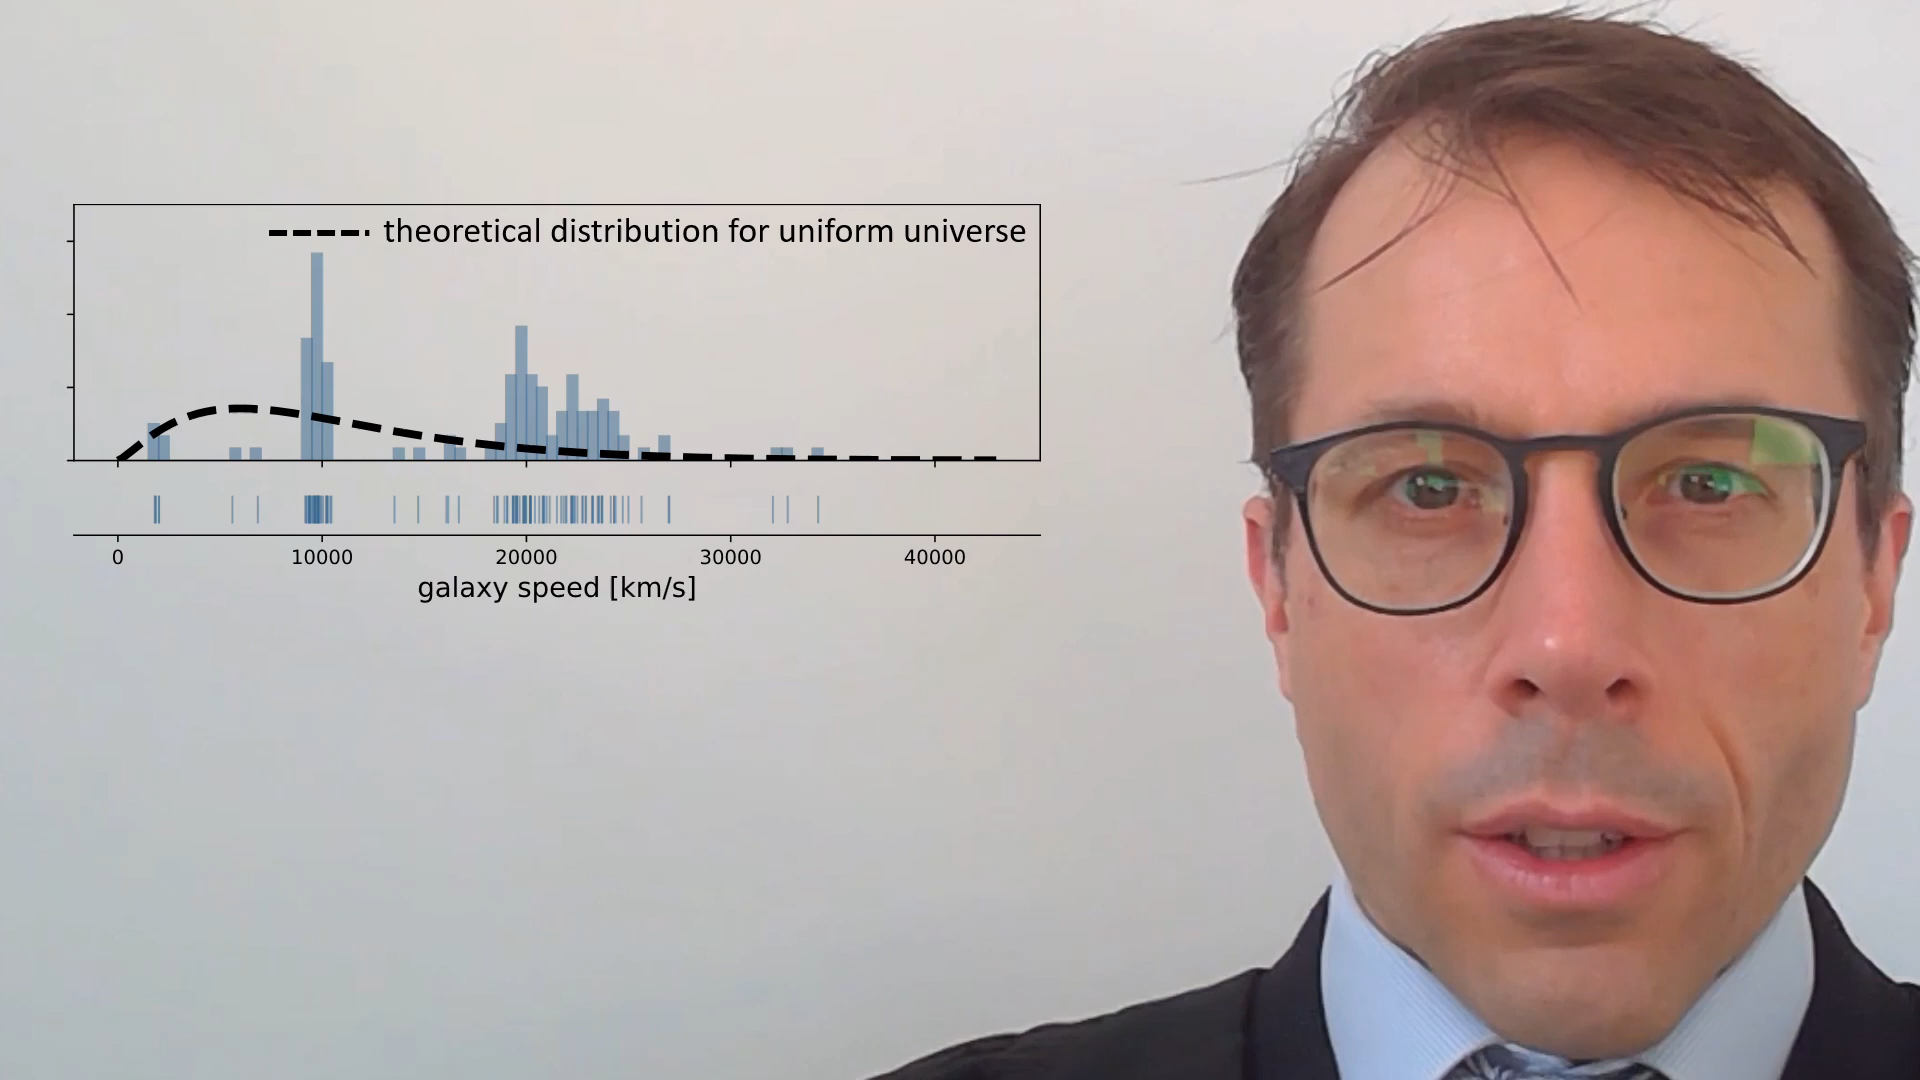 theoretical distribution for uniform universe
0 10000 20000 30000 40000
galaxy speed [km/s]